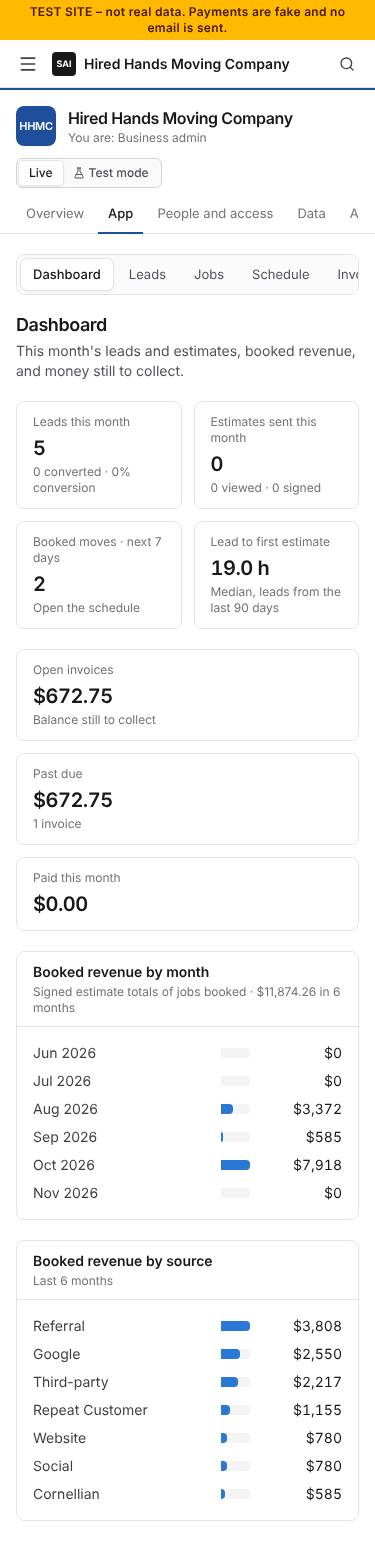 TEST SITE – not real data. Payments are fake and no
email is sent.
SAI Hired Hands Moving Company
HHMC
Hired Hands Moving Company
You are: Business admin
Live Test mode
Overview App People and access Data A
Dashboard Leads Jobs Schedule Invo
Dashboard
This month's leads and estimates, booked revenue,
and money still to collect.
Leads this month
5
0 converted · 0%
conversion
Estimates sent this
month
0
0 viewed · 0 signed
Booked moves · next 7
days
2
Open the schedule
Lead to first estimate
19.0 h
Median, leads from the
last 90 days
Open invoices
$672.75
Balance still to collect
Past due
$672.75
1 invoice
Paid this month
$0.00
Booked revenue by month
Signed estimate totals of jobs booked · $11,874.26 in 6
months
Jun 2026 $0
Jul 2026 $0
Aug 2026 $3,372
Sep 2026 $585
Oct 2026 $7,918
Nov 2026 $0
Booked revenue by source
Last 6 months
Referral $3,808
Google $2,550
Third-party $2,217
Repeat Customer $1,155
Website $780
Social $780
Cornellian $585